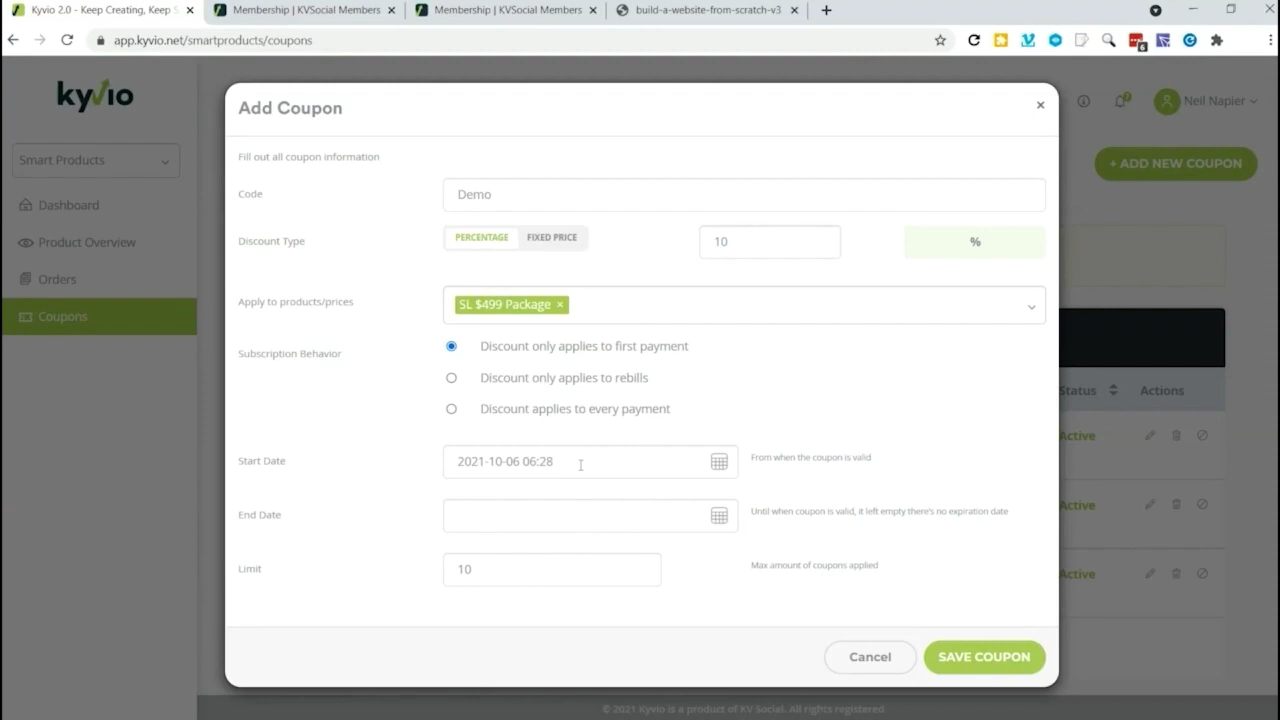 Kyvio 2.0 - Keep Creating, Keep S
Membership | KVSocial Members
Membership | KVSocial Members
build-a-website-from-scratch-v3
app.kyvio.net/smartproducts/coupons
6
kyvio
Add Coupon
Neil Napier
Fill out all coupon information
Smart Products
+ ADD NEW COUPON
Code
Demo
Dashboard
Discount Type
PERCENTAGE
FIXED PRICE
10
%
Product Overview
Orders
Apply to products/prices
SL $499 Package ×
Coupons
Subscription Behavior
Discount only applies to first payment
Discount only applies to rebills
Discount applies to every payment
Status
Actions
Active
Start Date
2021-10-06 06:28
From when the coupon is valid
Active
End Date
Until when coupon is valid, it left empty there's no expiration date
Limit
10
Max amount of coupons applied
Active
Cancel
SAVE COUPON
© 2021 Kyvio is a product of KV Social. All rights registered